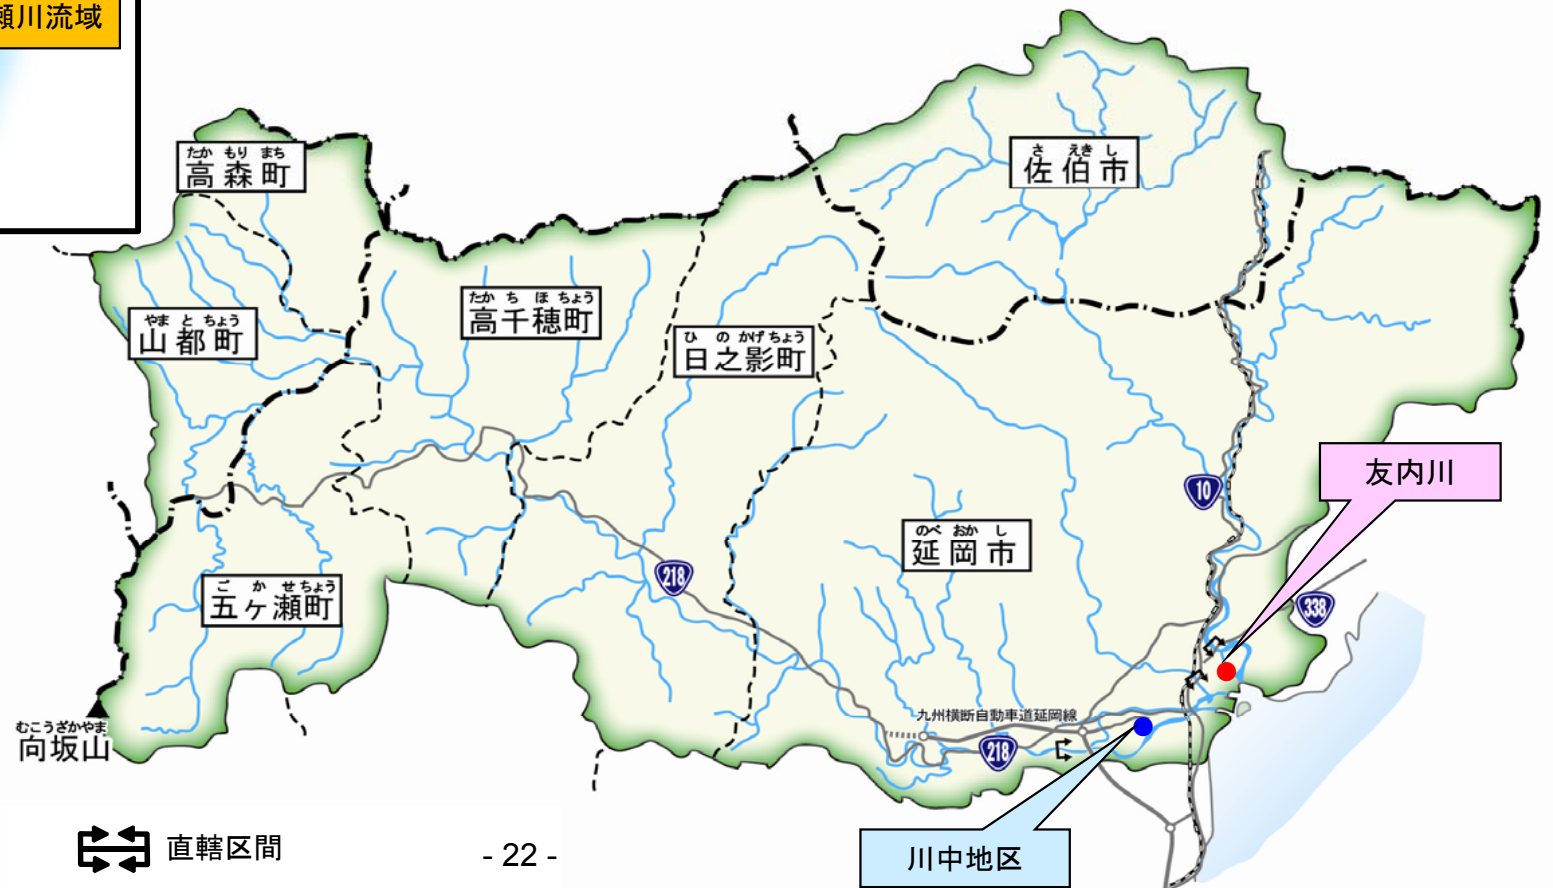 瀬川流域
たか もり まち
高森町
さ えき し
佐伯市
やま と ちょう
山都町
たか ち ほ ちょう
高千穂町
ひ の かげ ちょう
日之影町
友内川
10
のべ おか し
延岡市
218
ご か せ ちょう
五ヶ瀬町
338
むこうざかやま
向坂山
九州横断自動車道延岡線
218
川中地区
直轄区間
- 22 -